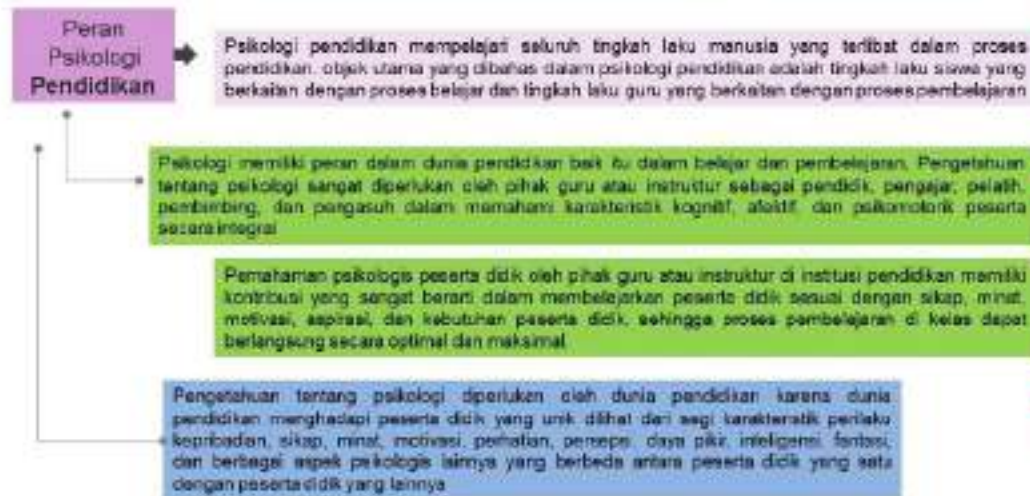 Peran
Psikologi
Pendidikan
Psikologi pendidikan mempelajari seluruh tingkah laku manusia yang terlibat dalam proses
pendidikan. objek utama yang dibahas dalam psikologi pendidikan adalah tingkah laku siswa yang
berkaitan dengan proses belajar dan tingkah laku guru yang berkaitan dengan proses pembelajaran
Psikologi memiliki peran dalam dunia pendidikan baik itu dalam belajar dan pembelajaran. Pengetahuan
tentang psikologi sangat diperlukan oleh pihak guru atau instruktur sebagai pendidik, pengajar, pelatih,
pembimbing, dan pengasuh dalam memahami karakteristik kognitif, afektif, dan psikomotorik peserta
secara integral
Pemahaman psikologis peserta didik oleh pihak guru atau instruktur di institusi pendidikan memiliki
kontribusi yang sangat berarti dalam membelajarkan peserta didik sesuai dengan sikap, minat,
motivasi, aspirasi, dan kebutuhan peserta didik, sehingga proses pembelajaran di kelas dapat
berlangsung secara optimal dan maksimal.
Pengetahuan tentang psikologi diperlukan oleh dunia pendidikan karena dunia
pendidikan menghadapi peserta didik yang unik dilihat dari segi karakteristik perilaku
kepribadian, sikap, minat, motivasi, perhatian, persepsi, daya pikir, inteligensi, fantasi,
dan berbagai aspek psikologis lainnya yang berbeda antara peserta didik yang satu
dengan peserta didik yang lainnya